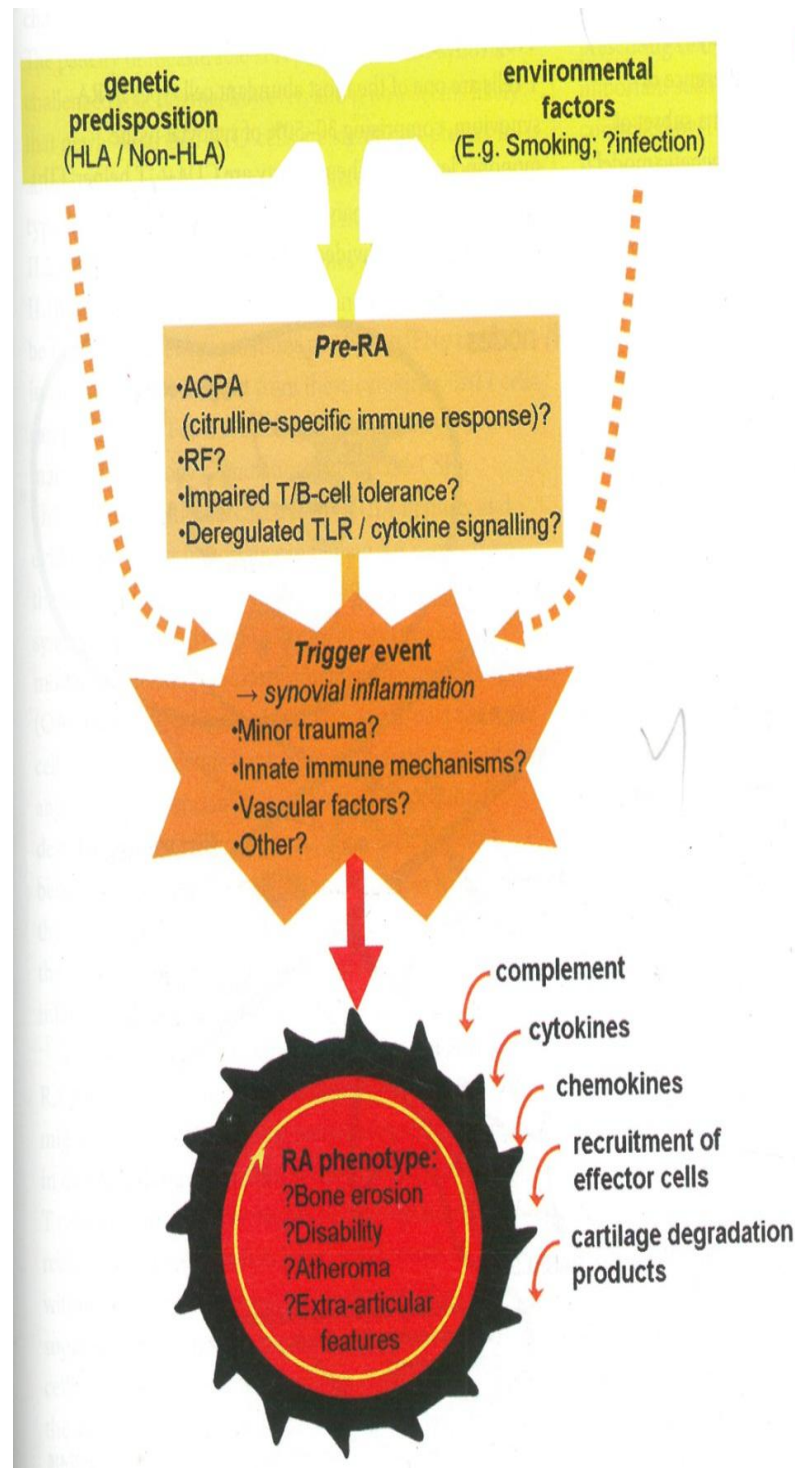 genetic
predisposition
(HLA / Non-HLA)
environmental
factors
(E.g. Smoking; ?infection)
Pre-RA
•ACPA
(citrulline-specific immune response)?
•RF?
•Impaired T/B-cell tolerance?
•Deregulated TLR / cytokine signalling?
Trigger event
→ synovial inflammation
•Minor trauma?
•Innate immune mechanisms?
•Vascular factors?
•Other?
complement
cytokines
chemokines
recruitment of
effector cells
cartilage degradation
products
RA phenotype:
?Bone erosion
?Disability
?Atheroma
?Extra-articular
features